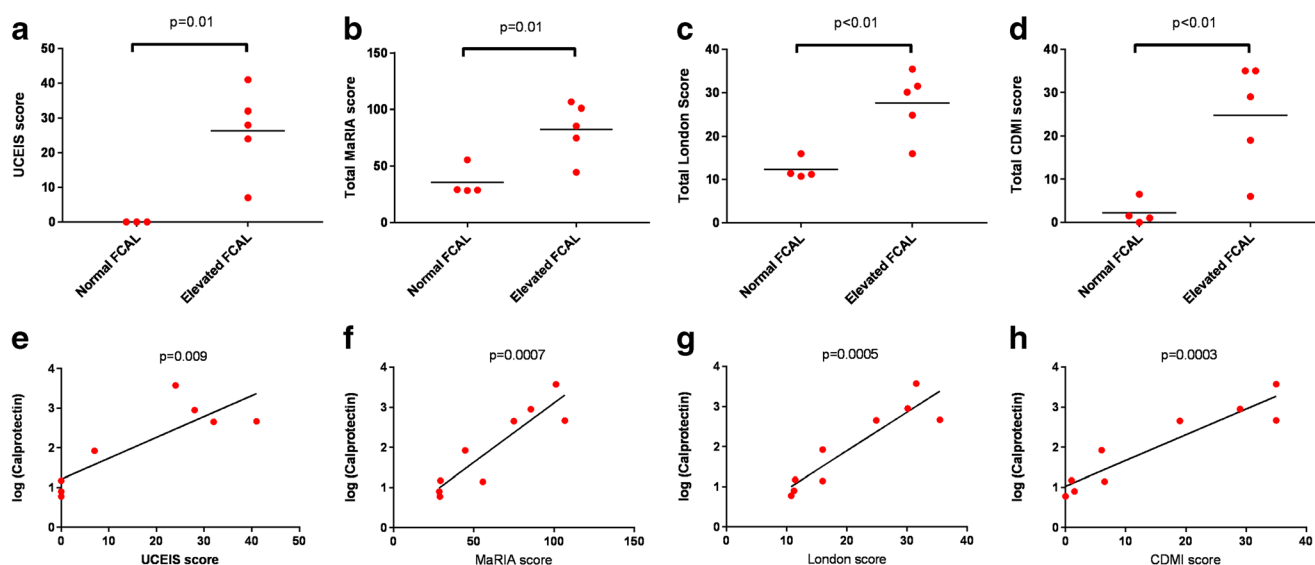 a
p=0.01
UCEIS score
50
40
30
20
10
0
Normal FCAL
Elevated FCAL
b
p=0.01
Total MaRIA score
150
100
50
0
Normal FCAL
Elevated FCAL
c
p<0.01
Total London Score
40
30
20
10
0
Normal FCAL
Elevated FCAL
d
p<0.01
Total CDMI score
40
30
20
10
0
Normal FCAL
Elevated FCAL
e
p=0.009
log (Calprotectin)
4
3
2
1
0
0 10 20 30 40 50
UCEIS score
f
p=0.0007
log (Calprotectin)
4
3
2
1
0
0 50 100 150
MaRIA score
g
p=0.0005
log (Calprotectin)
4
3
2
1
0
0 10 20 30 40
London score
h
p=0.0003
log (Calprotectin)
4
3
2
1
0
0 10 20 30 40
CDMI score